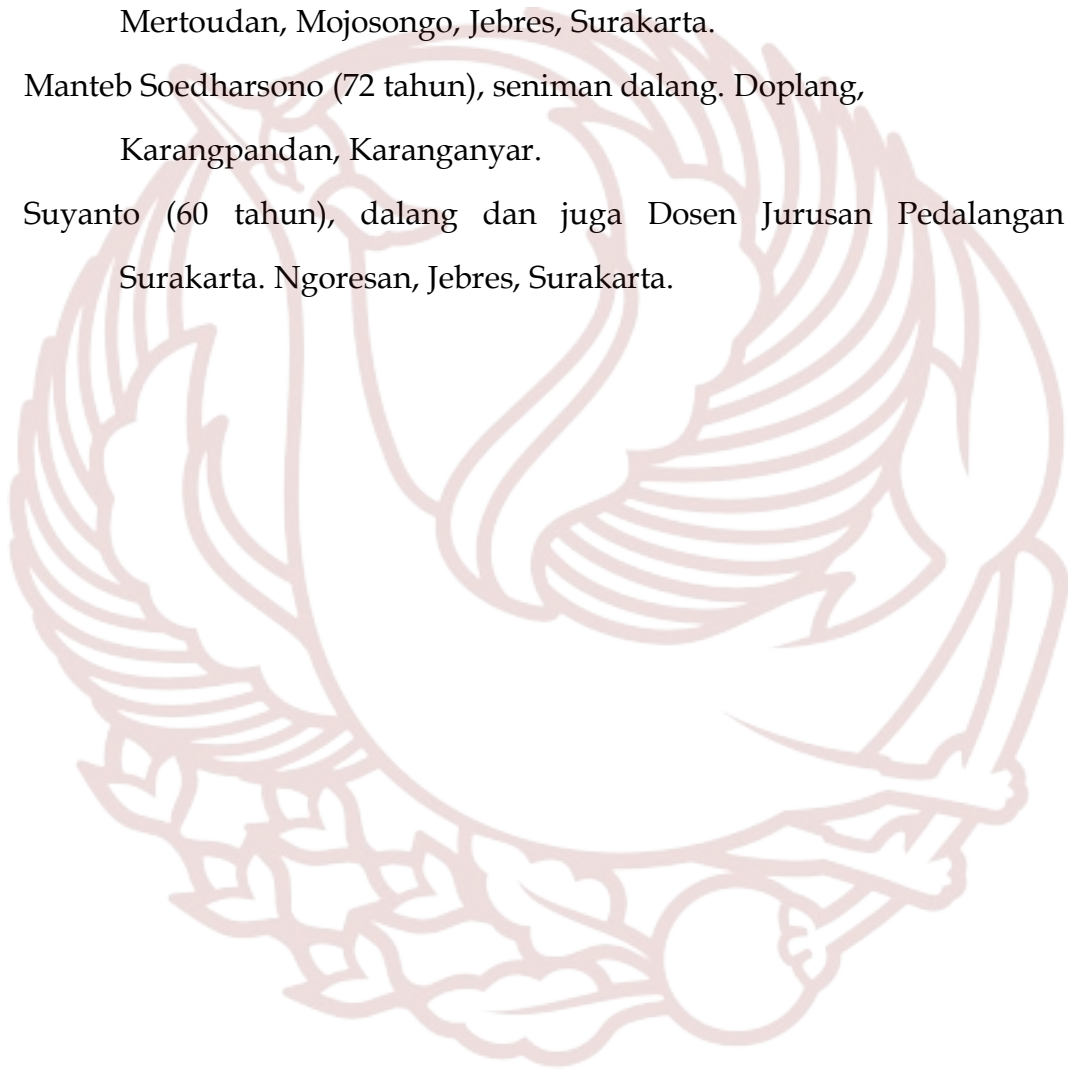 Mertoudan, Mojosongo, Jebres, Surakarta.
Manteb Soedharsono (72 tahun), seniman dalang. Doplang,
Karangpandan, Karanganyar.
Suyanto (60 tahun), dalang dan juga Dosen Jurusan Pedalangan
Surakarta. Ngoresan, Jebres, Surakarta.